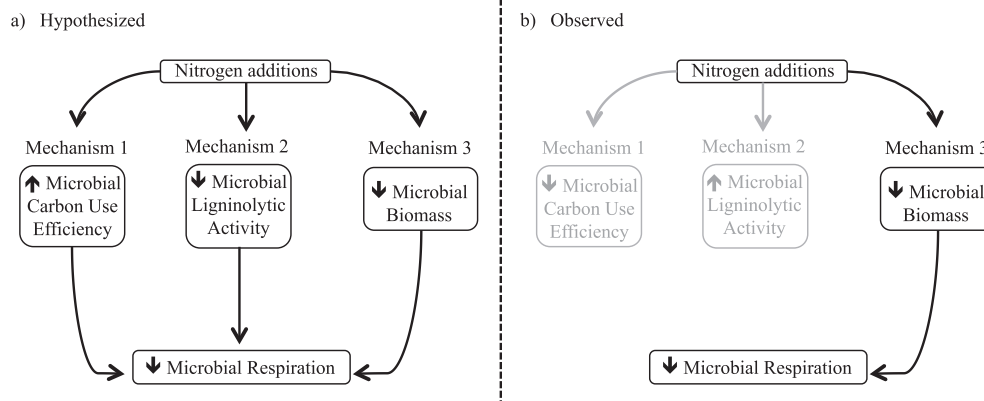 a) Hypothesized
Nitrogen additions
Mechanism 1
Mechanism 2
Mechanism 3
↑ Microbial
Carbon Use
Efficiency
↓ Microbial
Ligninolytic
Activity
↓ Microbial
Biomass
↓ Microbial Respiration
b) Observed
Nitrogen additions
Mechanism 1
Mechanism 2
Mechanism 3
↓ Microbial
Carbon Use
Efficiency
↑ Microbial
Ligninolytic
Activity
↓ Microbial
Biomass
↓ Microbial Respiration